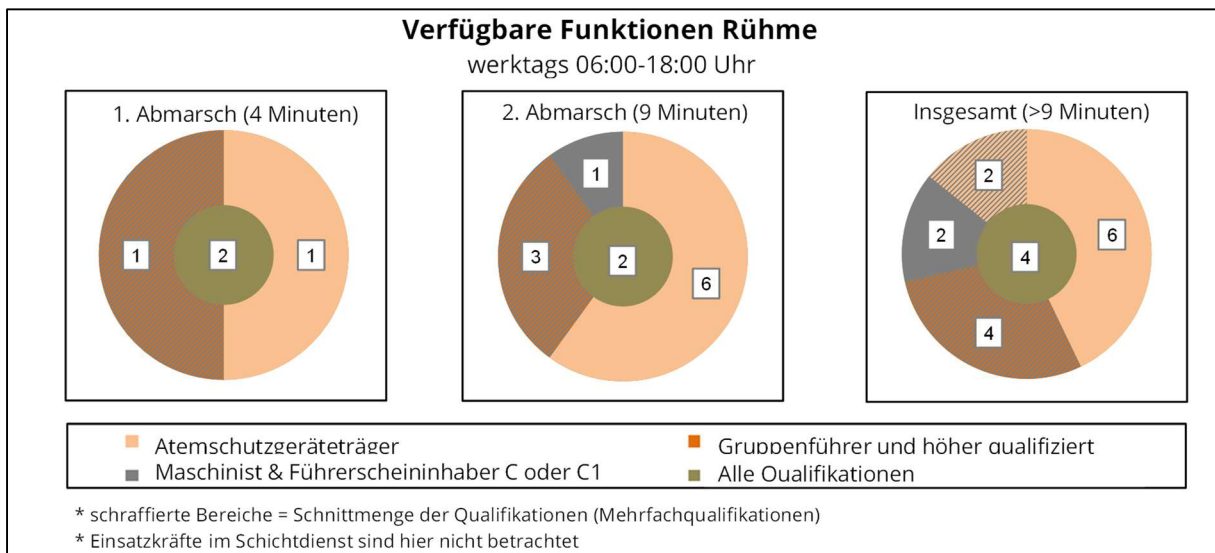 Verfügbare Funktionen Rühme
werktags 06:00-18:00 Uhr
1. Abmarsch (4 Minuten)
1
2
1
2. Abmarsch (9 Minuten)
1
3
2
6
Insgesamt (>9 Minuten)
2
2
6
4
4
Atemschutzgeräteträger
Gruppenführer und höher qualifiziert
Maschinist & Führerscheininhaber C oder C1
Alle Qualifikationen
* schraffierte Bereiche = Schnittmenge der Qualifikationen (Mehrfachqualifikationen)
* Einsatzkräfte im Schichtdienst sind hier nicht betrachtet